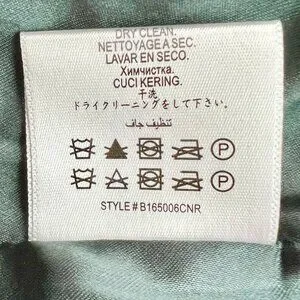 DRY CLEAN.
NETTOYAGE A SEC.
LAVAR EN SECO.
Химчистка.
CUCI KERING.
干洗
ドライクリーニングをして下さい。
تنظيف جاف
P
P
STYLE # B165006CNR